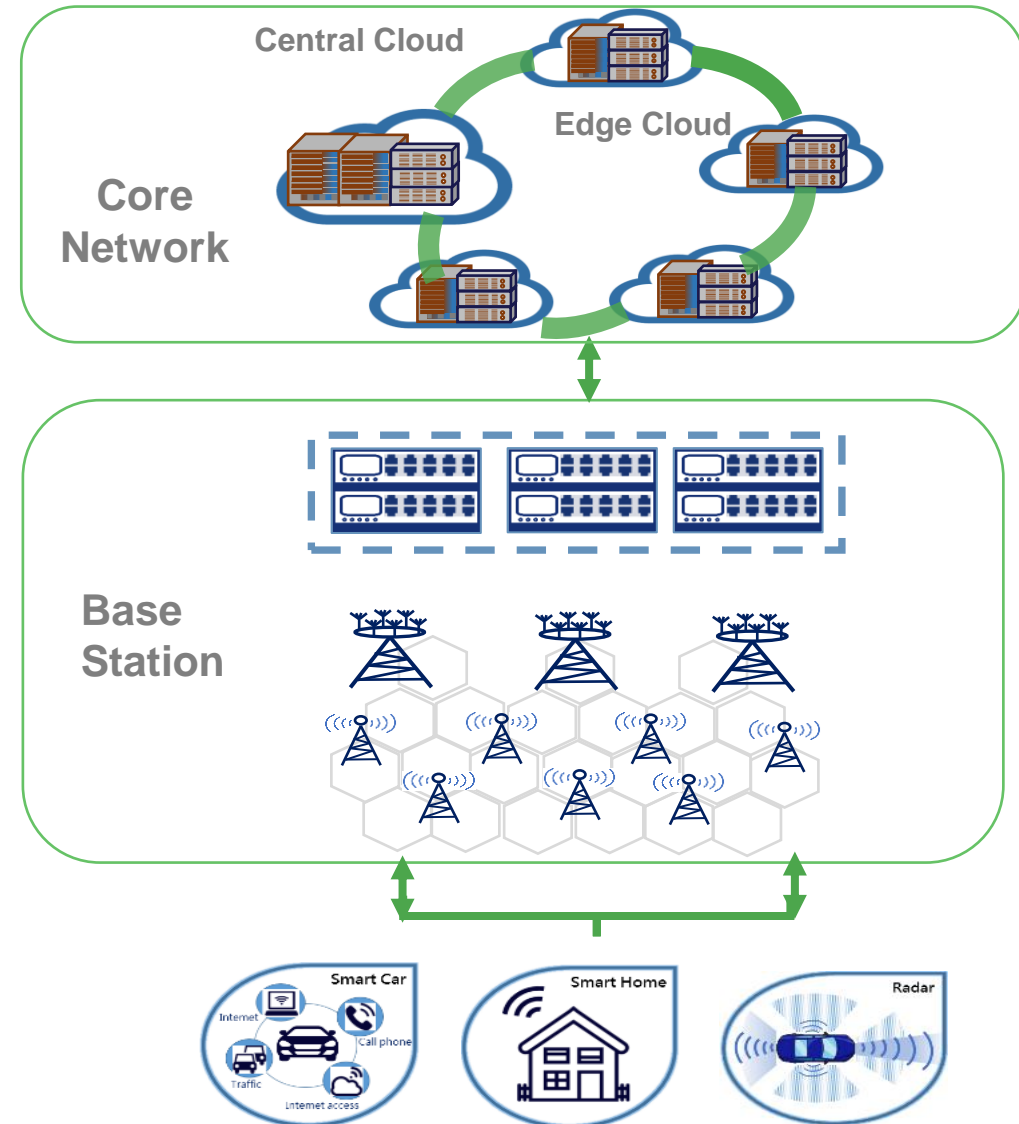 Central Cloud
Edge Cloud
Core
Network
Base
Station
Smart Car
Internet
Call phone
Traffic
Internet access
Smart Home
Radar